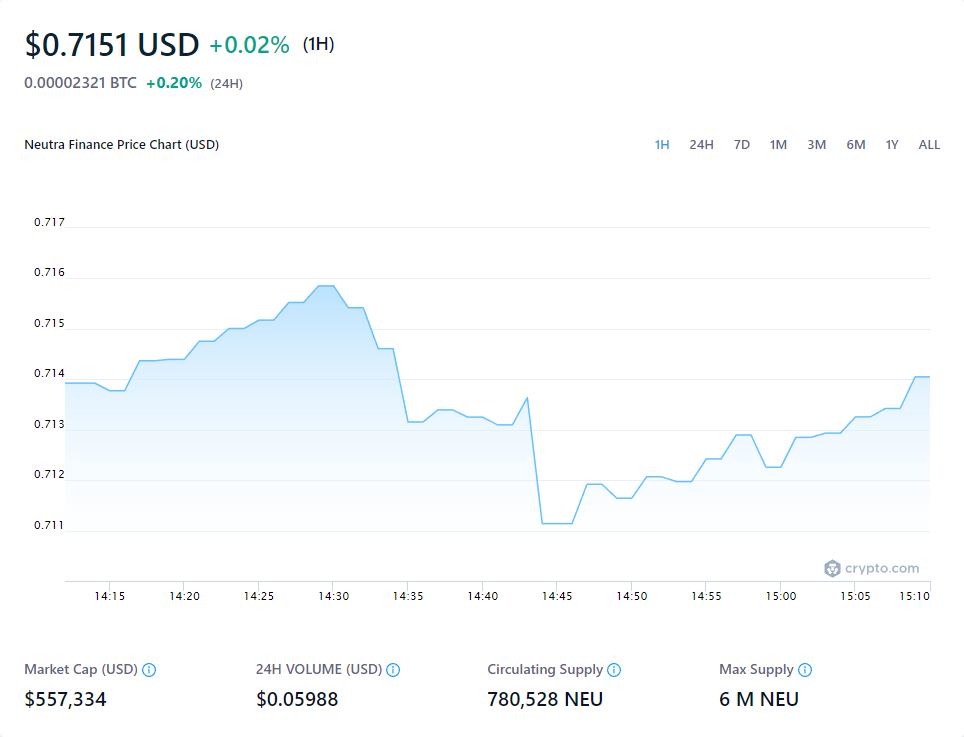 $0.7151 USD +0.02% (1H)
0.00002321 BTC +0.20% (24H)
Neutra Finance Price Chart (USD) 1H 24H 7D 1M 3M 6M 1Y ALL
0.717
0.716
0.715
0.714
0.713
0.712
0.711
crypto.com
14:15 14:20 14:25 14:30 14:35 14:40 14:45 14:50 14:55 15:00 15:05 15:10
Market Cap (USD) 24H VOLUME (USD) Circulating Supply Max Supply
$557,334 $0.05988 780,528 NEU 6 M NEU